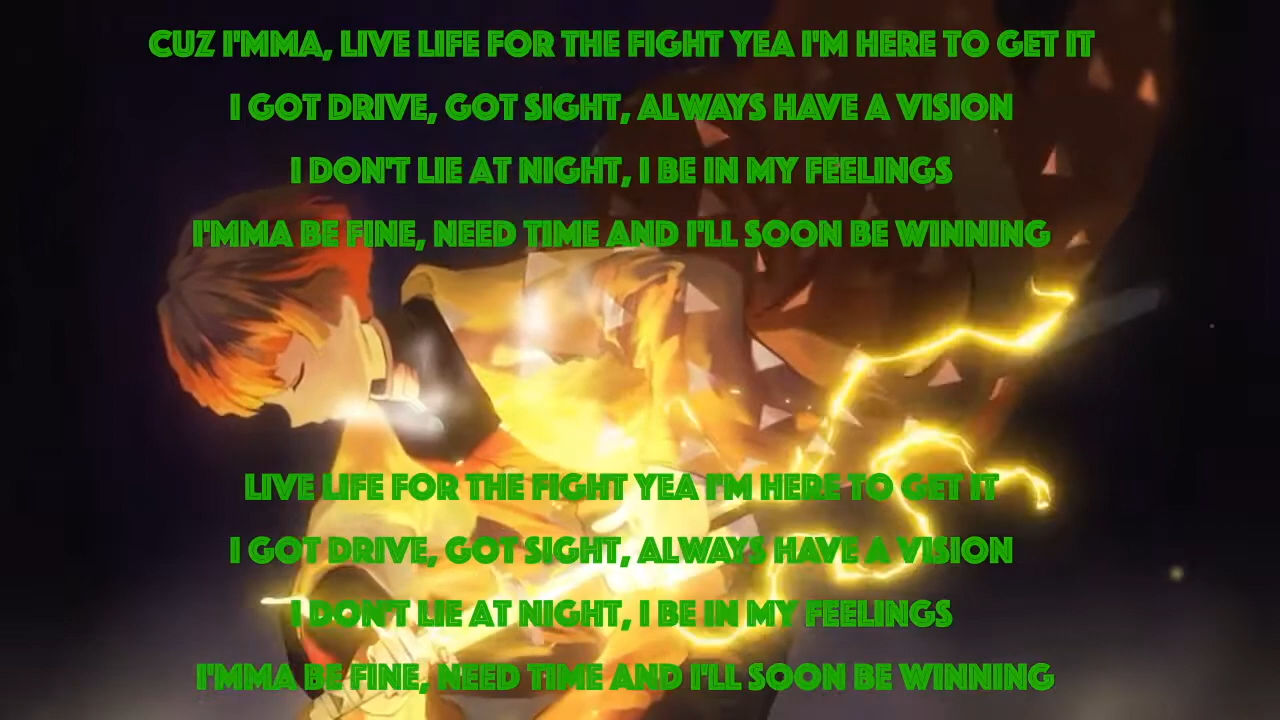 CUZ I'MMA, LIVE LIFE FOR THE FIGHT YEA I'M HERE TO GET IT
I GOT DRIVE, GOT SIGHT, ALWAYS HAVE A VISION
I DON'T LIE AT NIGHT, I BE IN MY FEELINGS
I'MMA BE FINE, NEED TIME AND I'LL SOON BE WINNING
LIVE LIFE FOR THE FIGHT YEA I'M HERE TO GET IT
I GOT DRIVE, GOT SIGHT, ALWAYS HAVE A VISION
I DON'T LIE AT NIGHT, I BE IN MY FEELINGS
I'MMA BE FINE, NEED TIME AND I'LL SOON BE WINNING